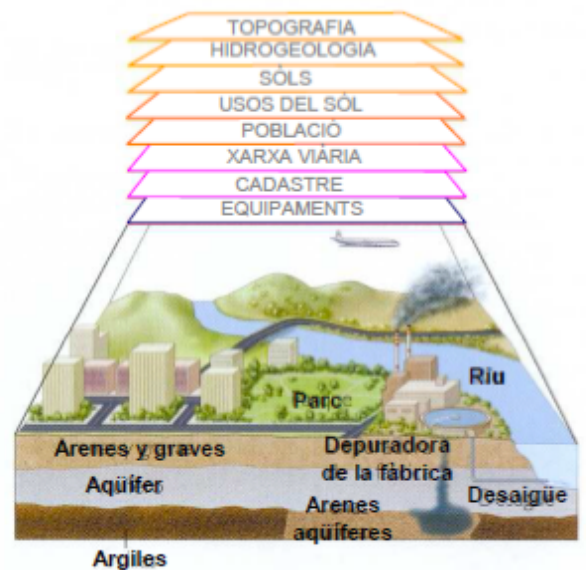 TOPOGRAFIA
HIDROGEOLOGIA
SÒLS
USOS DEL SÒL
POBLACIÓ
XARXA VIÀRIA
CADASTRE
EQUIPAMENTS
Parc
Riu
Arenes y graves
Depuradora
de la fàbrica
Aqüífer
Desaigüe
Arenes
aqüíferes
Argiles